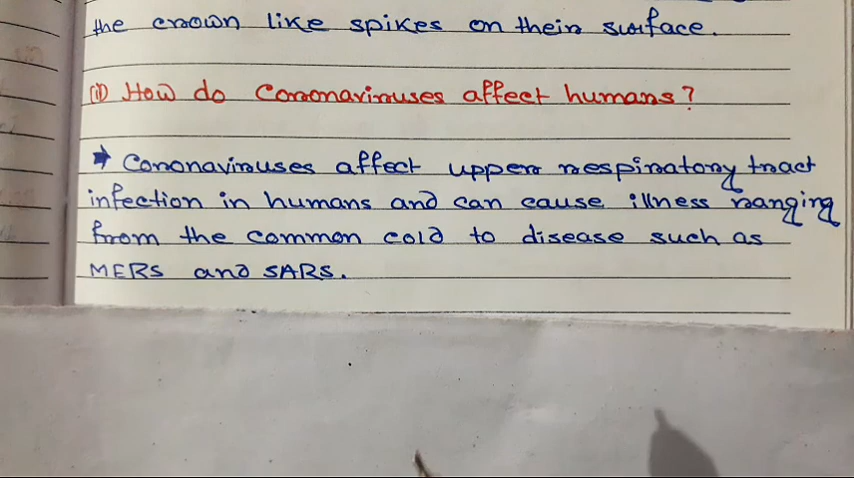 the crown like spikes on their surface.
(ii) How do Coronaviruses affect humans?
→ Coronaviruses affect upper respiratory tract
infection in humans and can cause illness ranging
from the common cold to disease such as
MERS and SARS.